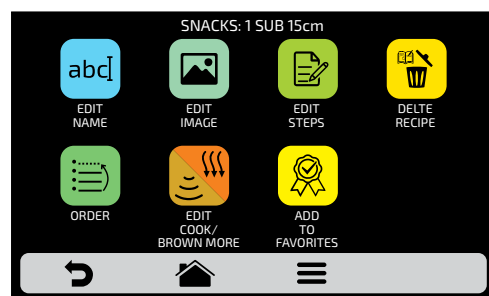 SNACKS: 1 SUB 15cm
abc
EDIT
NAME
EDIT
IMAGE
EDIT
STEPS
DELTE
RECIPE
ORDER
EDIT
COOK/
BROWN MORE
ADD
TO
FAVORITES